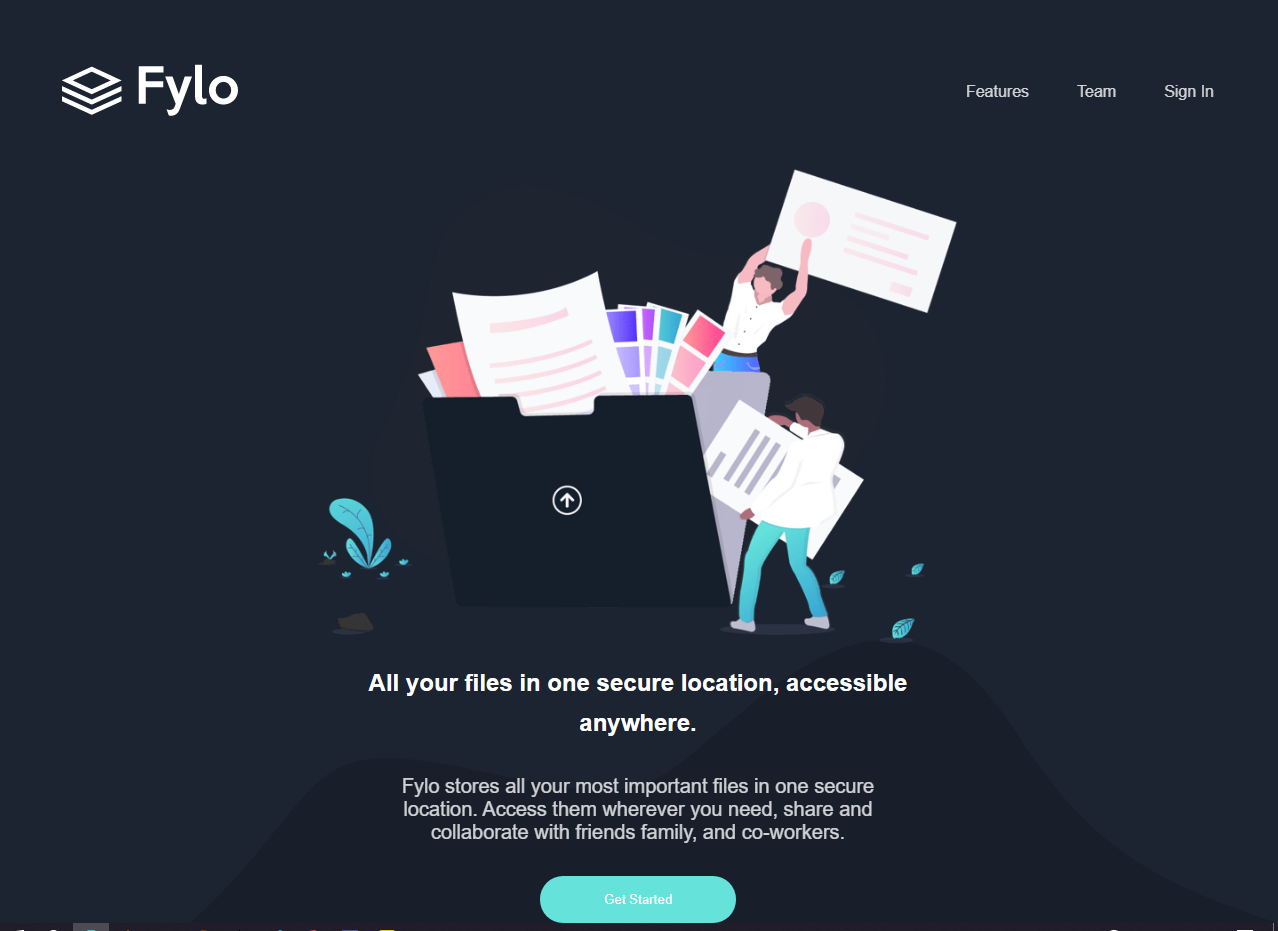 Fylo
Features
Team
Sign In
All your files in one secure location, accessible
anywhere.
Fylo stores all your most important files in one secure
location. Access them wherever you need, share and
collaborate with friends family, and co-workers.
Get Started